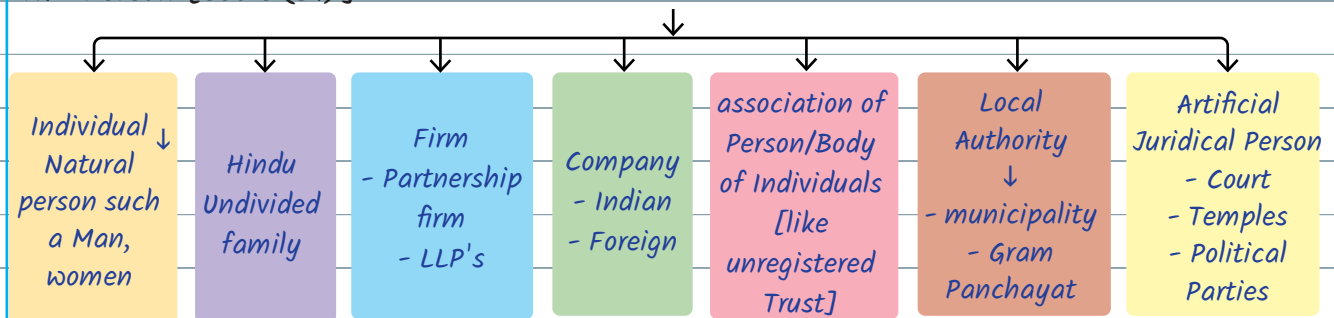 Individual ↓
Natural
person such
a Man,
women
Hindu
Undivided
family
Firm
- Partnership
firm
- LLP's
Company
- Indian
- Foreign
association of
Person/Body
of Individuals
[like
unregistered
Trust]
Local
Authority
↓
- municipality
- Gram
Panchayat
Artificial
Juridical Person
- Court
- Temples
- Political
Parties